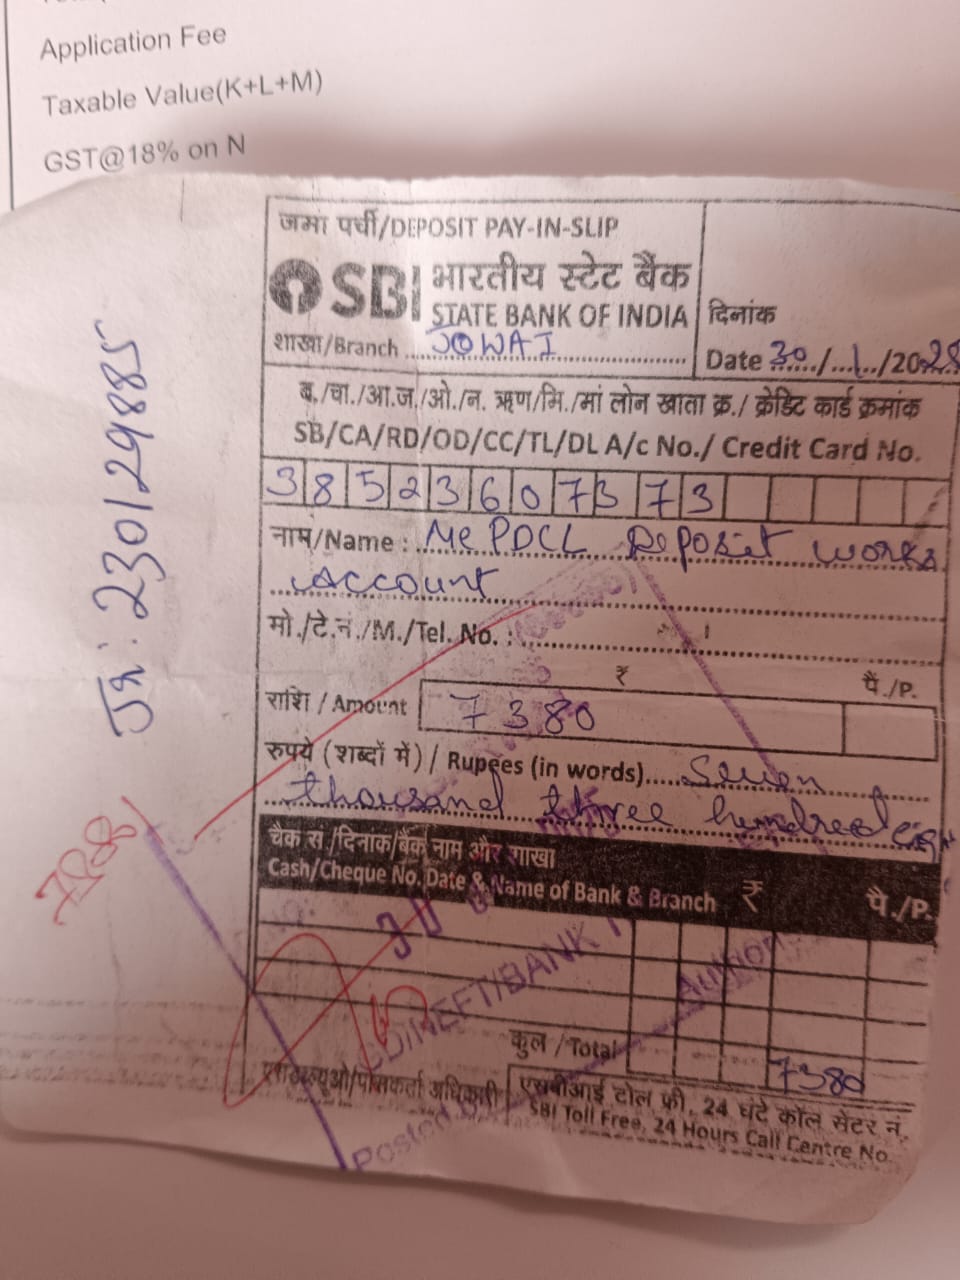 Application Fee
Taxable Value(K+L+M)
GST@18% on N
जमा पर्ची/DEPOSIT PAY-IN-SLIP
SBI भारतीय स्टेट बैंक
STATE BANK OF INDIA
शाखा/Branch JOWAI
दिनांक
Date 30/1/2025
ब./चा./आ.ज./ओ./न. ऋण/मि./मां लोन खाता क्र./ क्रेडिट कार्ड क्रमांक
SB/CA/RD/OD/CC/TL/DL A/c No./ Credit Card No.
38523607373
नाम/Name : MePDCL Deposit works
Account
मो./टे.नं./M./Tel. No. :
₹ पै./P.
राशि / Amount 7380
रुपये (शब्दों में) / Rupees (in words) Seven
thousand three hundred
चैक स./दिनांक/बैंक नाम और शाखा
Cash/Cheque No. Date & Name of Bank & Branch ₹ पै./P.
कुल / Total 7380
एसबीआई टोल फ्री, 24 घंटे कॉल सेंटर नं.
SBI Toll Free, 24 Hours Call Centre No.
230129885
Posted